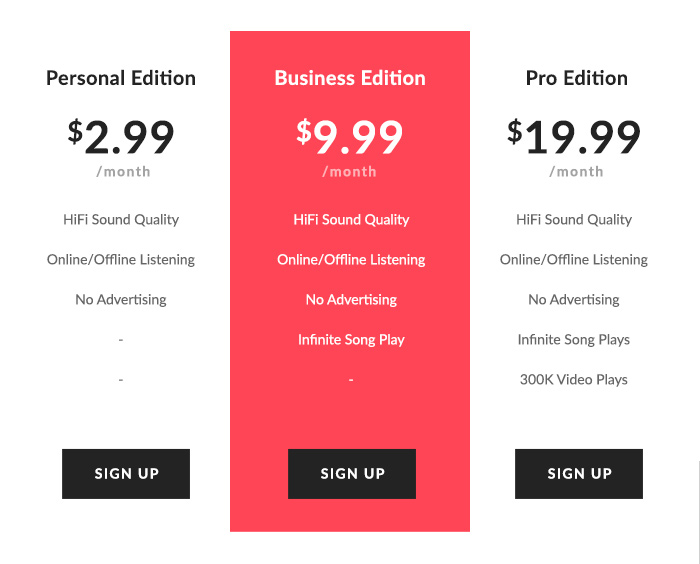 Personal Edition
$2.99
/month
HiFi Sound Quality
Online/Offline Listening
No Advertising
-
-
SIGN UP
Business Edition
$9.99
/month
HiFi Sound Quality
Online/Offline Listening
No Advertising
Infinite Song Play
-
SIGN UP
Pro Edition
$19.99
/month
HiFi Sound Quality
Online/Offline Listening
No Advertising
Infinite Song Plays
300K Video Plays
SIGN UP